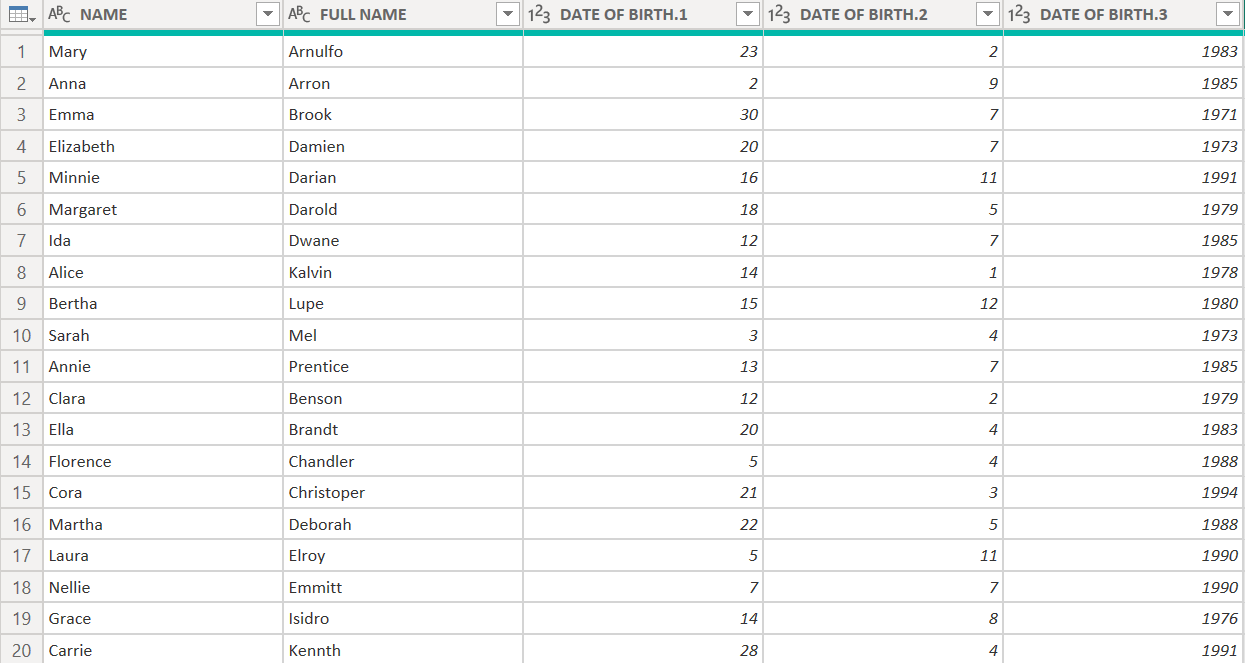 ABC NAME ABC FULL NAME 123 DATE OF BIRTH.1 123 DATE OF BIRTH.2 123 DATE OF BIRTH.3
1 Mary Arnulfo 23 2 1983
2 Anna Arron 2 9 1985
3 Emma Brook 30 7 1971
4 Elizabeth Damien 20 7 1973
5 Minnie Darian 16 11 1991
6 Margaret Darold 18 5 1979
7 Ida Dwane 12 7 1985
8 Alice Kalvin 14 1 1978
9 Bertha Lupe 15 12 1980
10 Sarah Mel 3 4 1973
11 Annie Prentice 13 7 1985
12 Clara Benson 12 2 1979
13 Ella Brandt 20 4 1983
14 Florence Chandler 5 4 1988
15 Cora Christoper 21 3 1994
16 Martha Deborah 22 5 1988
17 Laura Elroy 5 11 1990
18 Nellie Emmitt 7 7 1990
19 Grace Isidro 14 8 1976
20 Carrie Kennth 28 4 1991